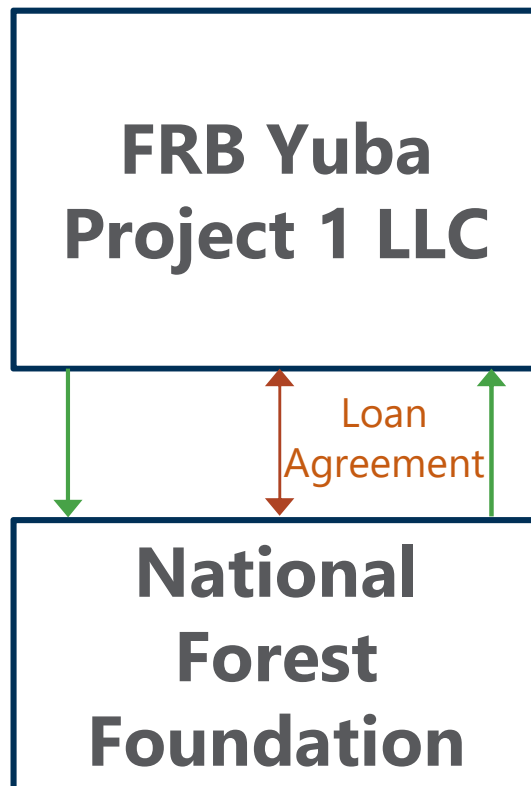 FRB Yuba
Project 1 LLC
Loan
Agreement
National
Forest
Foundation